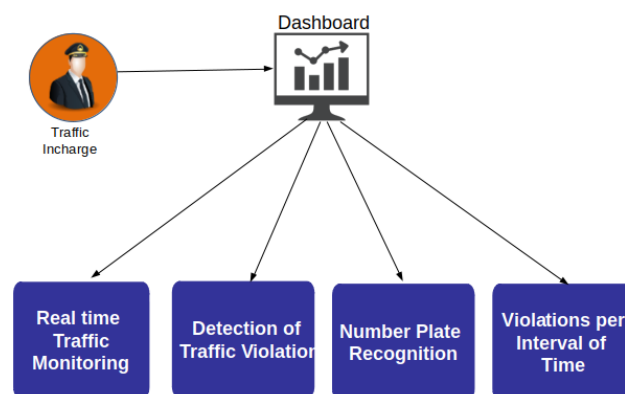 Dashboard
Traffic
Incharge
Real time
Traffic
Monitoring
Detection of
Traffic Violation
Number Plate
Recognition
Violations per
Interval of
Time